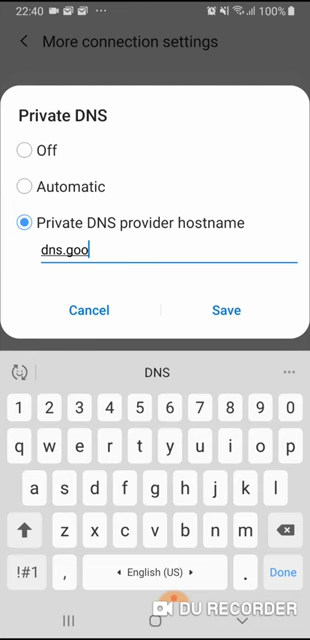 22:40 100%
More connection settings
Private DNS
Off
Automatic
Private DNS provider hostname
dns.goo
Cancel Save
DNS
1 2 3 4 5 6 7 8 9 0
q w e r t y u i o p
a s d f g h j k l
z x c v b n m
!#1 , English (US) . Done
DU RECORDER